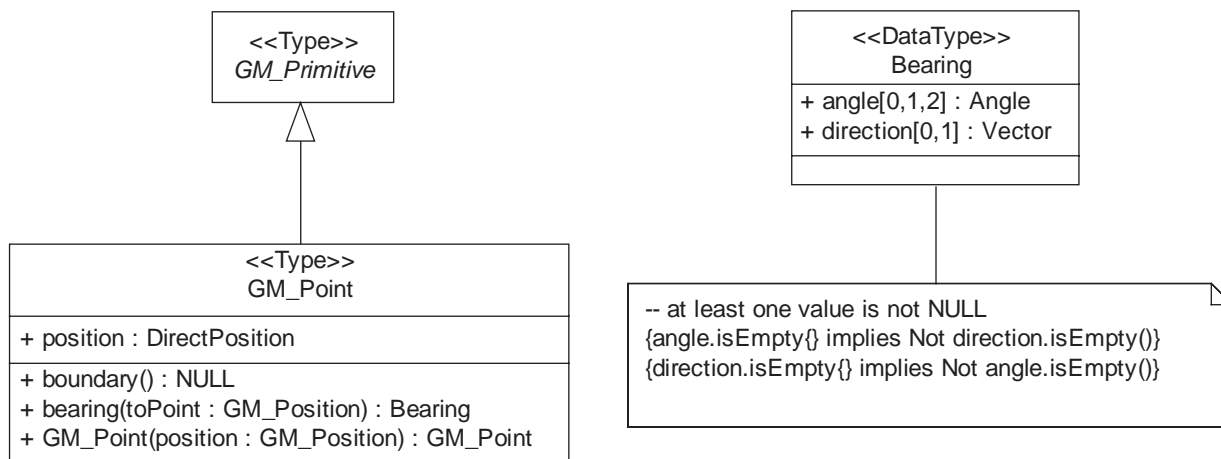 <<Type>>
GM_Primitive
<<Type>>
GM_Point
+ position : DirectPosition
+ boundary() : NULL
+ bearing(toPoint : GM_Position) : Bearing
+ GM_Point(position : GM_Position) : GM_Point
<<DataType>>
Bearing
+ angle[0,1,2] : Angle
+ direction[0,1] : Vector
-- at least one value is not NULL
{angle.isEmpty{} implies Not direction.isEmpty()}
{direction.isEmpty{} implies Not angle.isEmpty()}